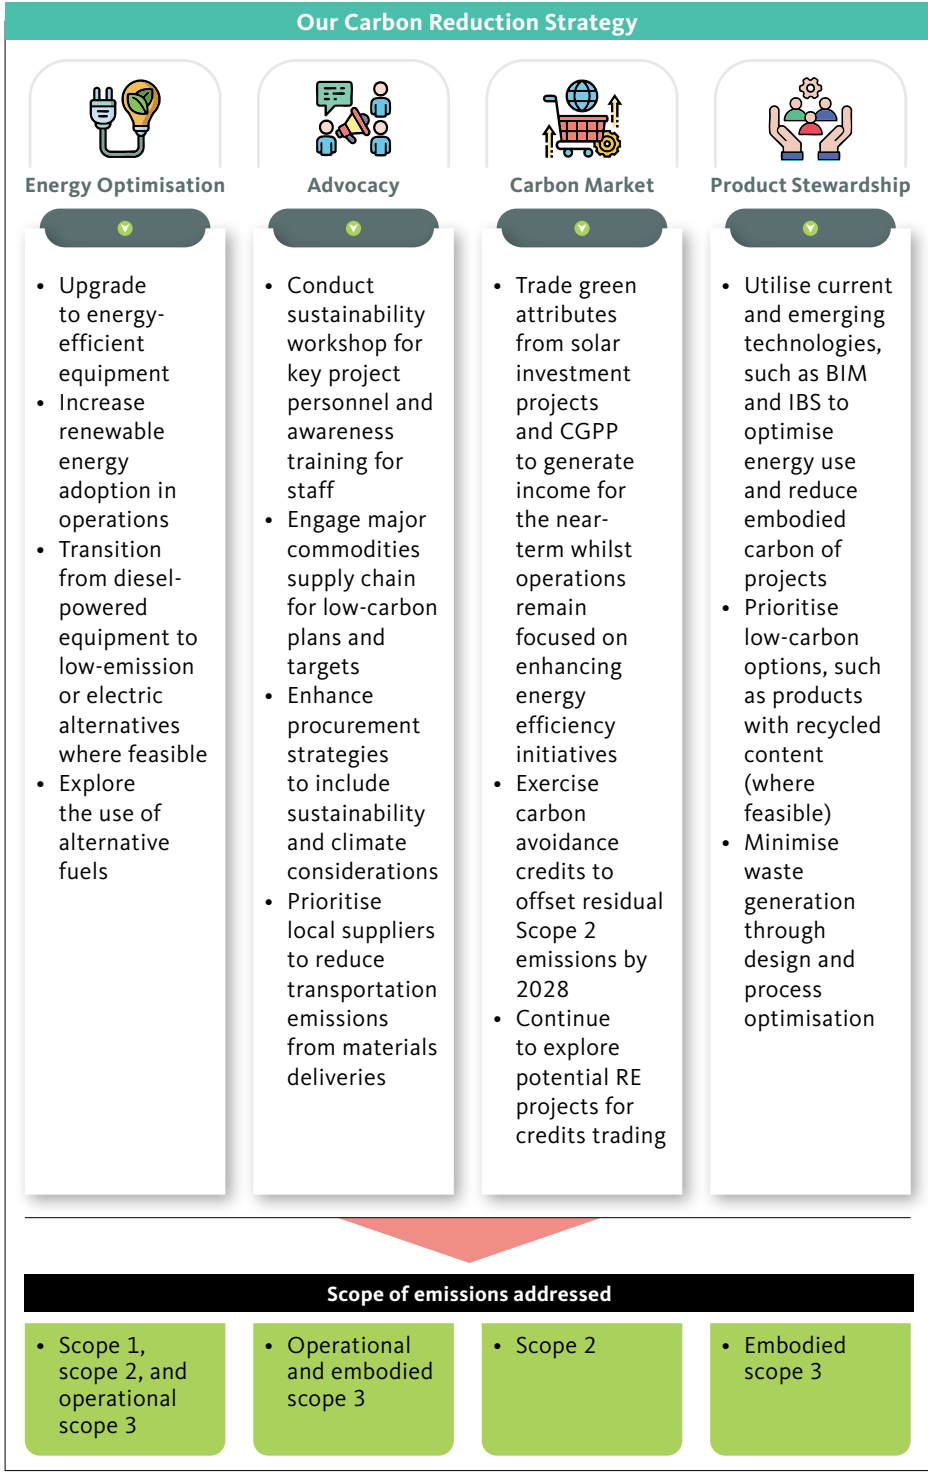 Our Carbon Reduction Strategy
Energy Optimisation
• Upgrade
to energy-
efficient
equipment
• Increase
renewable
energy
adoption in
operations
• Transition
from diesel-
powered
equipment to
low-emission
or electric
alternatives
where feasible
• Explore
the use of
alternative
fuels
Advocacy
• Conduct
sustainability
workshop for
key project
personnel and
awareness
training for
staff
• Engage major
commodities
supply chain
for low-carbon
plans and
targets
• Enhance
procurement
strategies
to include
sustainability
and climate
considerations
• Prioritise
local suppliers
to reduce
transportation
emissions
from materials
deliveries
Carbon Market
• Trade green
attributes
from solar
investment
projects
and CGPP
to generate
income for
the near-
term whilst
operations
remain
focused on
enhancing
energy
efficiency
initiatives
• Exercise
carbon
avoidance
credits to
offset residual
Scope 2
emissions by
2028
• Continue
to explore
potential RE
projects for
credits trading
Product Stewardship
• Utilise current
and emerging
technologies,
such as BIM
and IBS to
optimise
energy use
and reduce
embodied
carbon of
projects
• Prioritise
low-carbon
options, such
as products
with recycled
content
(where
feasible)
• Minimise
waste
generation
through
design and
process
optimisation
Scope of emissions addressed
• Scope 1,
scope 2, and
operational
scope 3
• Operational
and embodied
scope 3
• Scope 2
• Embodied
scope 3